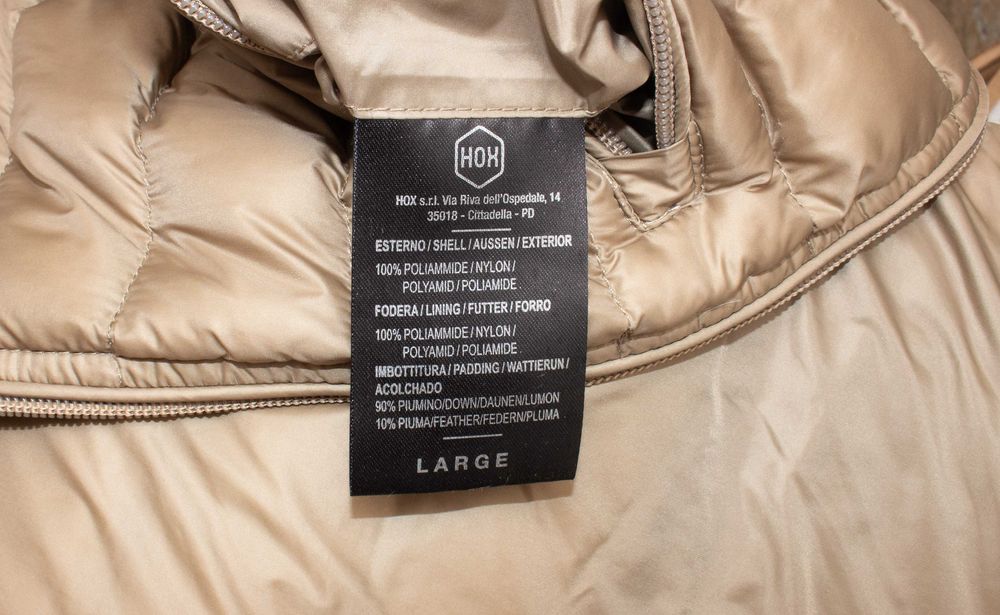 HOX
HOX s.r.l. Via Riva dell'Ospedale, 14
35018 - Cittadella - PD
ESTERNO / SHELL / AUSSEN / EXTERIOR
100% POLIAMMIDE / NYLON /
POLYAMID / POLIAMIDE
FODERA / LINING / FUTTER / FORRO
100% POLIAMMIDE / NYLON /
POLYAMID / POLIAMIDE
IMBOTTITURA / PADDING / WATTIERUN /
ACOLCHADO
90% PIUMINO/DOWN/DAUNEN/LUMON
10% PIUMA/FEATHER/FEDERN/PLUMA
LARGE